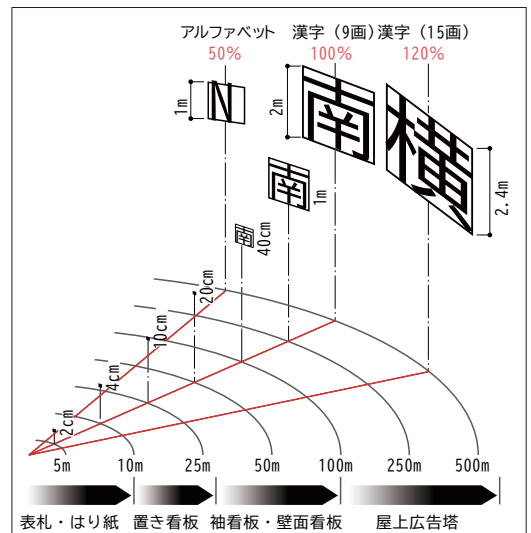 アルファベット 漢字(9画) 漢字(15画)
50% 100% 120%
1m
N
2m
南
横
2.4m
南
1m
南
40cm
20cm
10cm
4cm
2cm
5m 10m 25m 50m 100m 250m 500m
表札・はり紙 置き看板 袖看板・壁面看板 屋上広告塔